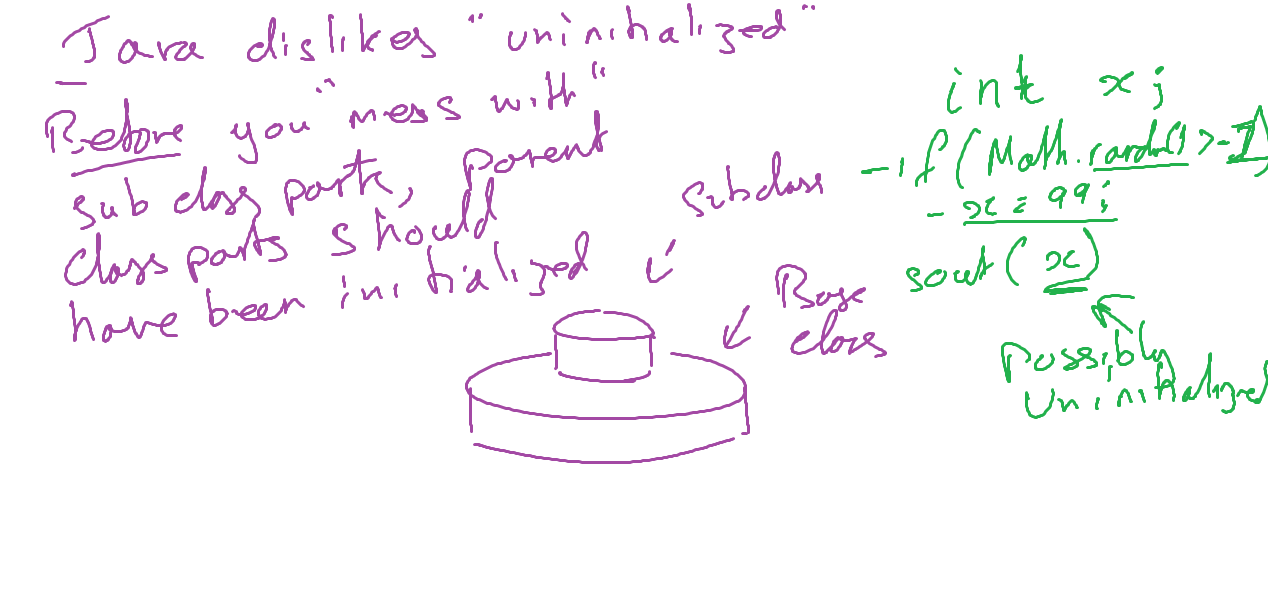 Java dislikes "uninitialized"
Before you "mess with"
sub class parts, parent
class parts should
have been initialized
subclass
Base
class
int x;
if (Math.random() > -1)
x = 99;
sout (x)
Possibly
Uninitialized